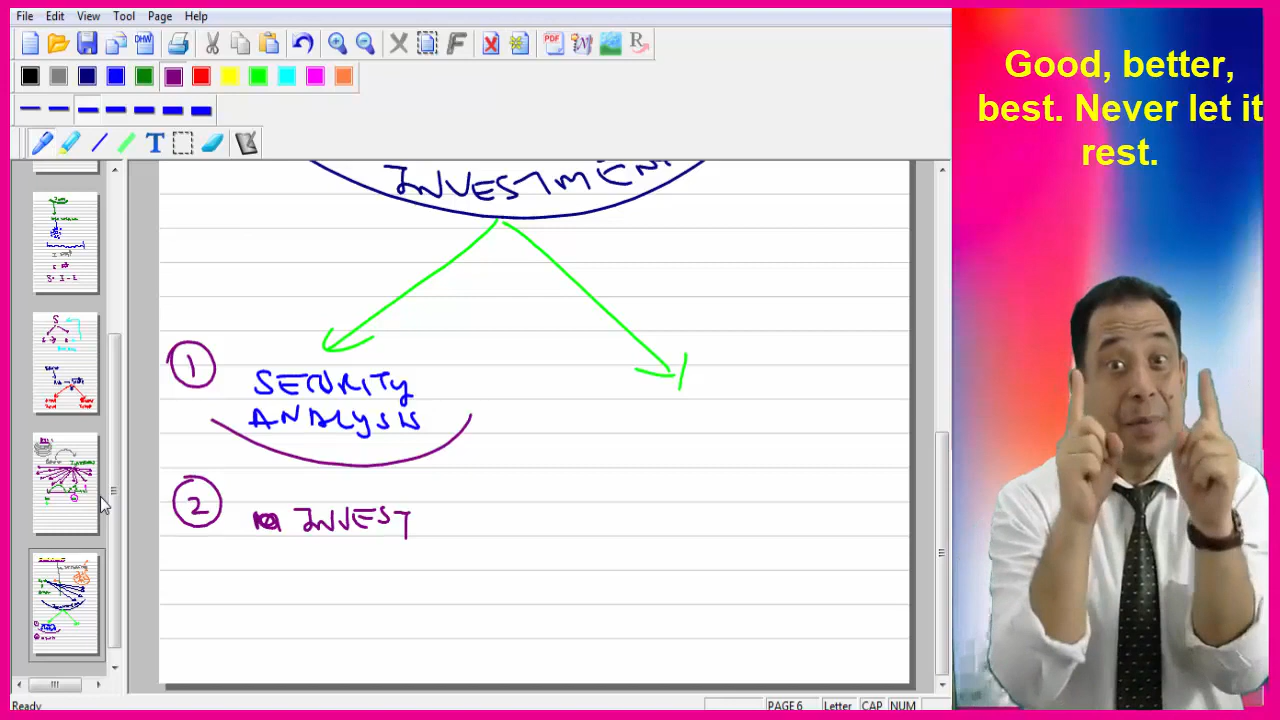 File Edit View Tool Page Help
Good, better,
best. Never let it
rest.
INVESTMENT
1
SECURITY
ANALYSIS
2
INVEST
Ready
PAGE 6 Letter CAP NUM